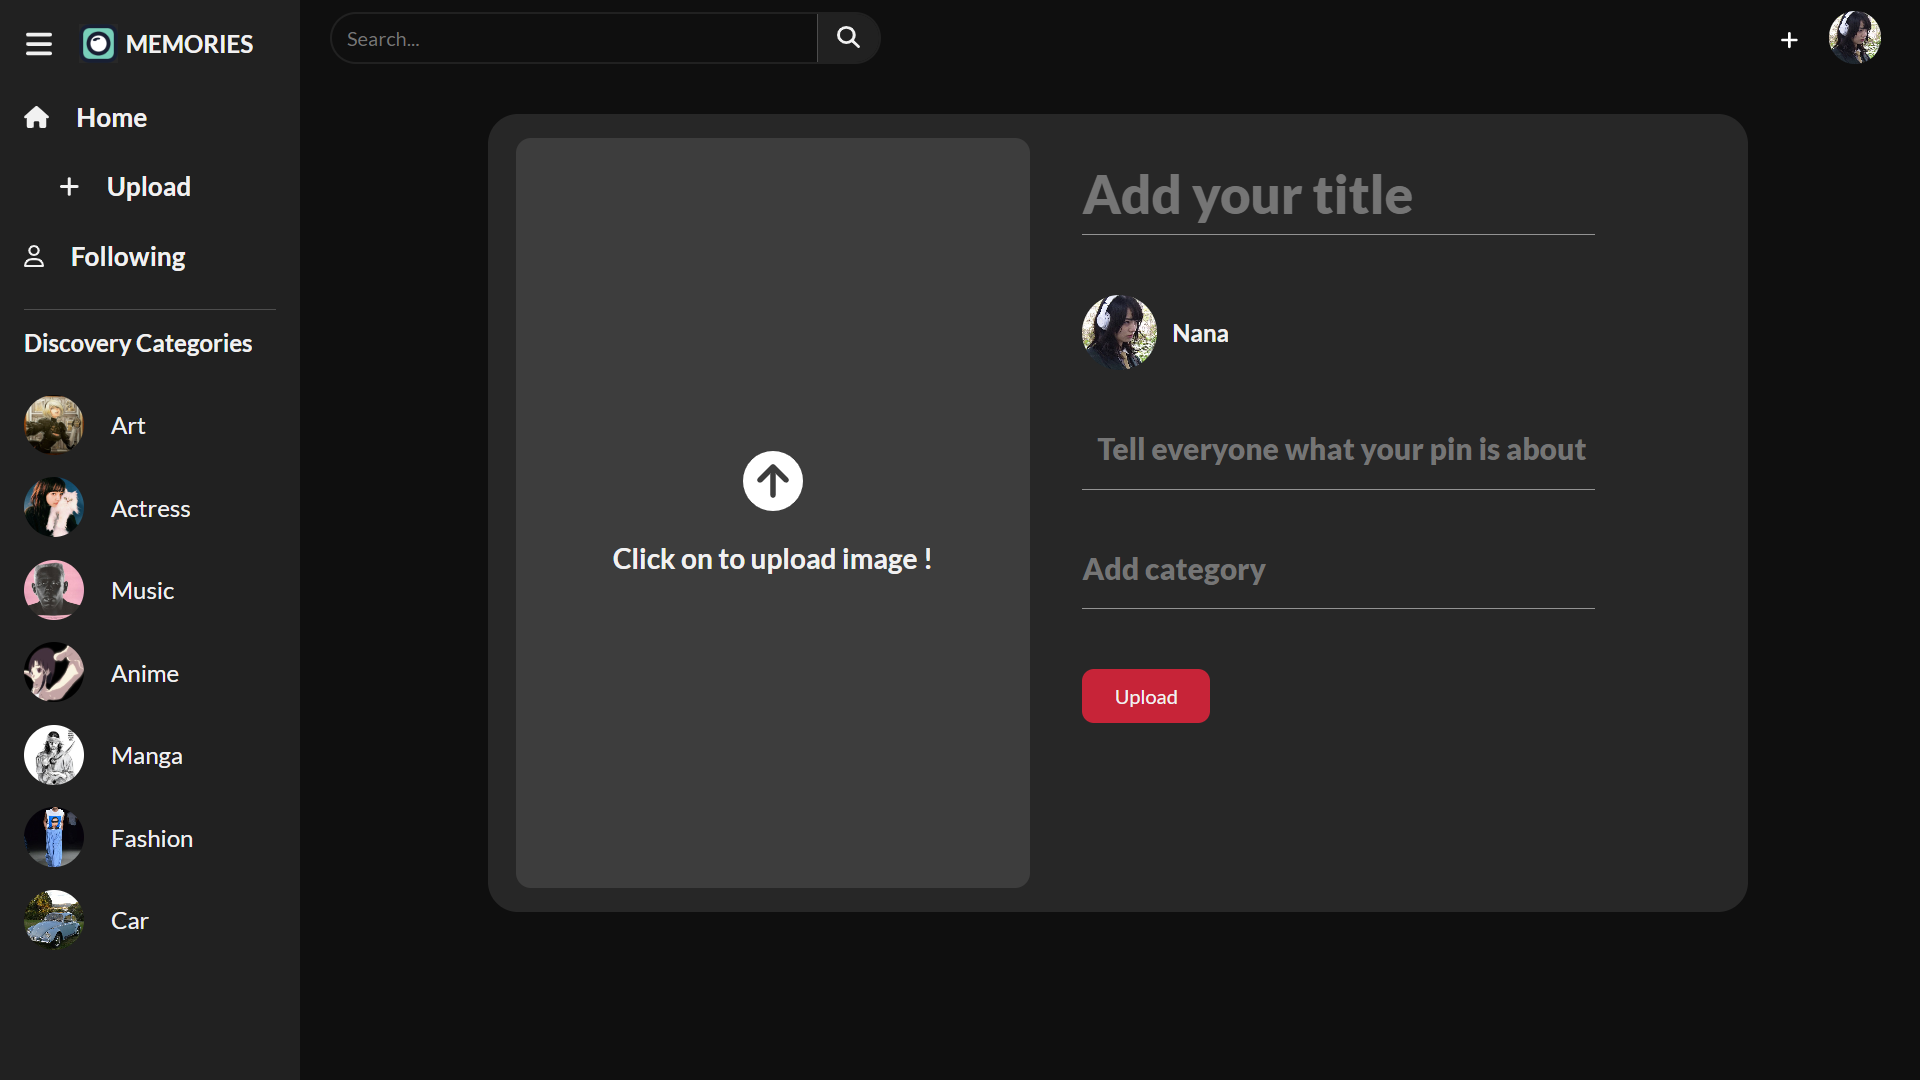 MEMORIES
Search...
Home
Upload
Following
Discovery Categories
Art
Actress
Music
Anime
Manga
Fashion
Car
Click on to upload image !
Add your title
Nana
Tell everyone what your pin is about
Add category
Upload